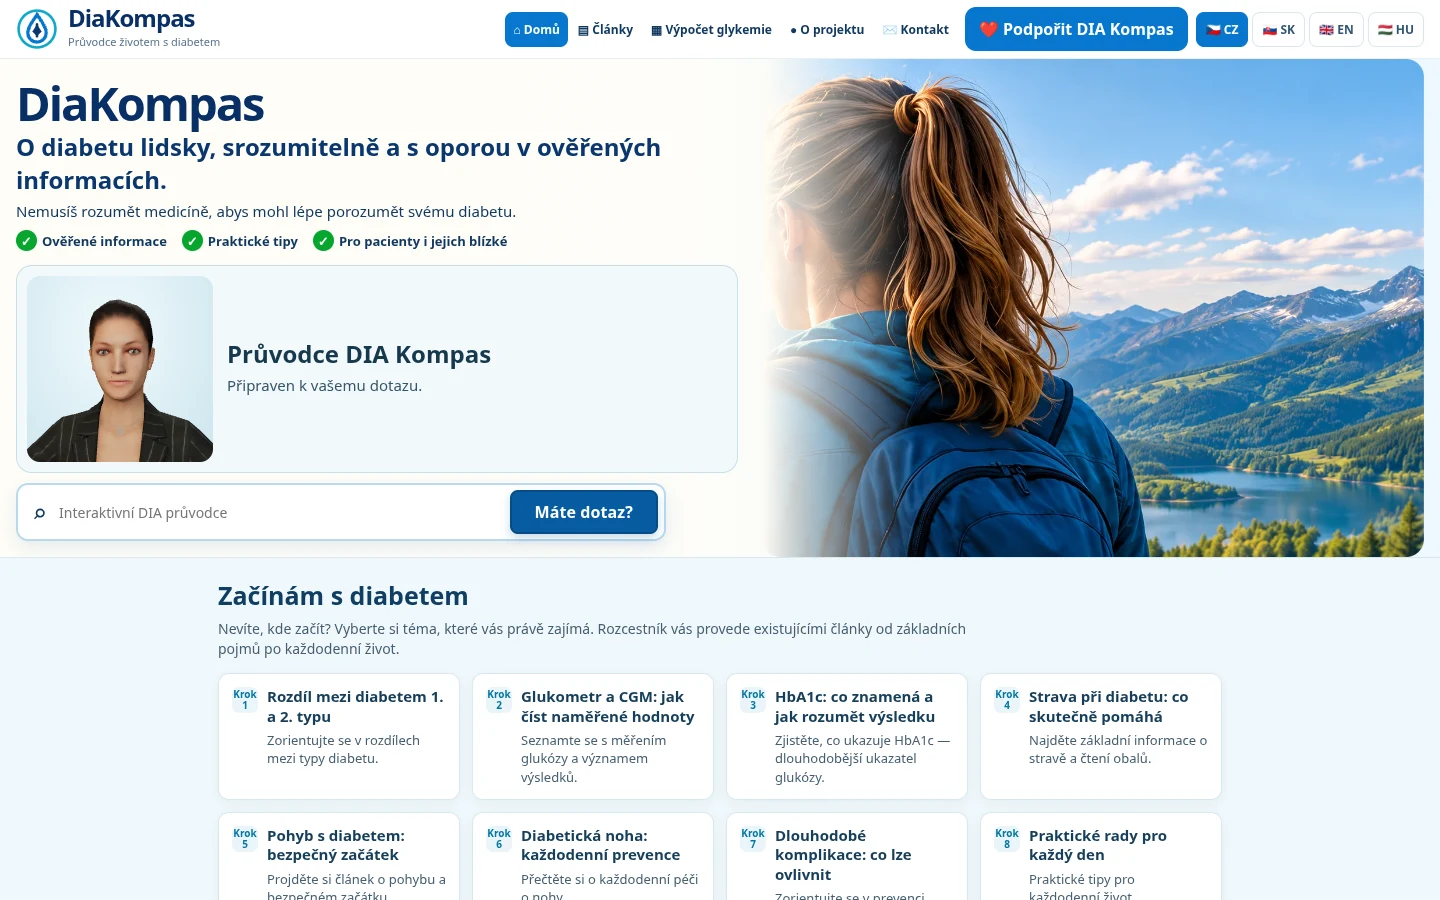 DiaKompas
Průvodce životem s diabetem
Domů
Články
Výpočet glykemie
O projektu
Kontakt
Podpořit DIA Kompas
CZ
SK
EN
HU
DiaKompas
O diabetu lidsky, srozumitelně a s oporou v ověřených
informacích.
Nemusíš rozumět medicíně, abys mohl lépe porozumět svému diabetu.
Ověřené informace
Praktické tipy
Pro pacienty i jejich blízké
Průvodce DIA Kompas
Připraven k vašemu dotazu.
Interaktivní DIA průvodce
Máte dotaz?
Začínám s diabetem
Nevíte, kde začít? Vyberte si téma, které vás právě zajímá. Rozcestník vás provede existujícími články od základních
pojmů po každodenní život.
Krok
1
Rozdíl mezi diabetem 1.
a 2. typu
Zorientujte se v rozdílech
mezi typy diabetu.
Krok
2
Glukometr a CGM: jak
číst naměřené hodnoty
Seznamte se s měřením
glukózy a významem
výsledků.
Krok
3
HbA1c: co znamená a
jak rozumět výsledku
Zjistěte, co ukazuje HbA1c —
dlouhodobější ukazatel
glukózy.
Krok
4
Strava při diabetu: co
skutečně pomáhá
Najděte základní informace o
stravě a čtení obalů.
Krok
5
Pohyb s diabetem:
bezpečný začátek
Projděte si článek o pohybu a
bezpečném začátku.
Krok
6
Diabetická noha:
každodenní prevence
Přečtěte si o každodenní péči
o nohy.
Krok
7
Dlouhodobé
komplikace: co lze
ovlivnit
Zorientujte se v prevenci
Krok
8
Praktické rady pro
každý den
Praktické tipy pro
každodenní život.